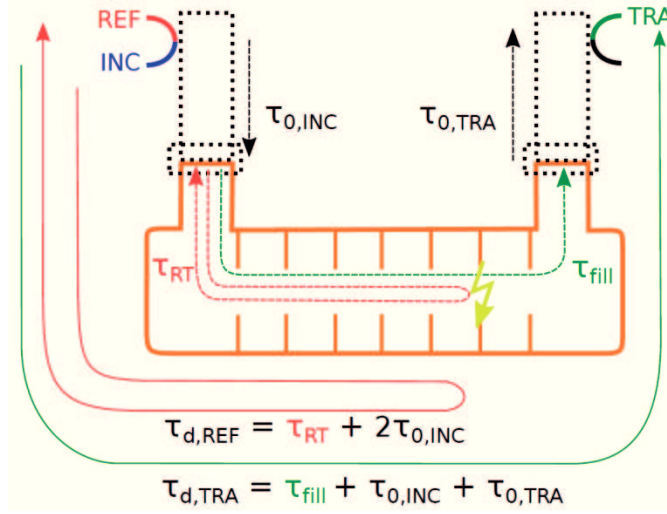 REF
TRA
INC
τ0,INC
τ0,TRA
τRT
τfill
τd,REF = τRT + 2τ0,INC
τd,TRA = τfill + τ0,INC + τ0,TRA